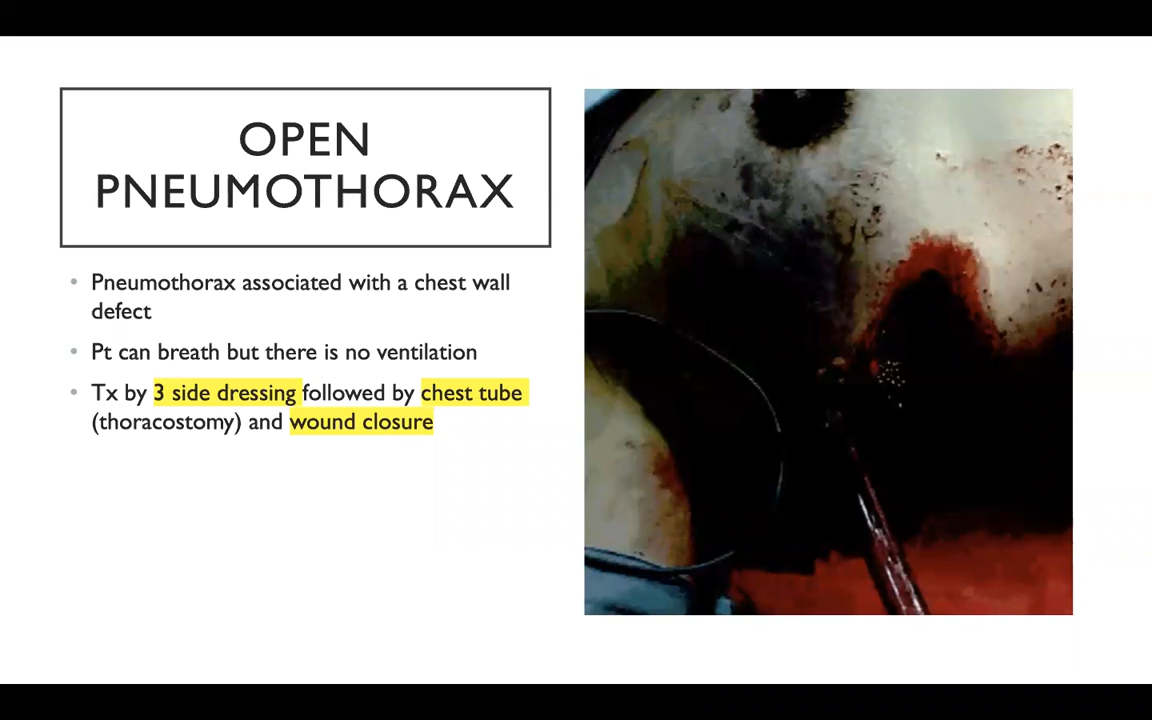 OPEN
PNEUMOTHORAX
• Pneumothorax associated with a chest wall
defect
• Pt can breath but there is no ventilation
• Tx by 3 side dressing followed by chest tube
(thoracostomy) and wound closure